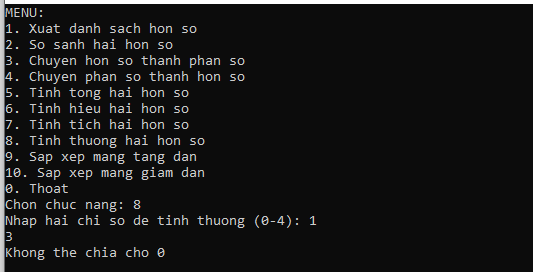 MENU:
1. Xuat danh sach hon so
2. So sanh hai hon so
3. Chuyen hon so thanh phan so
4. Chuyen phan so thanh hon so
5. Tinh tong hai hon so
6. Tinh hieu hai hon so
7. Tinh tich hai hon so
8. Tinh thuong hai hon so
9. Sap xep mang tang dan
10. Sap xep mang giam dan
0. Thoat
Chon chuc nang: 8
Nhap hai chi so de tinh thuong (0-4): 1
3
Khong the chia cho 0